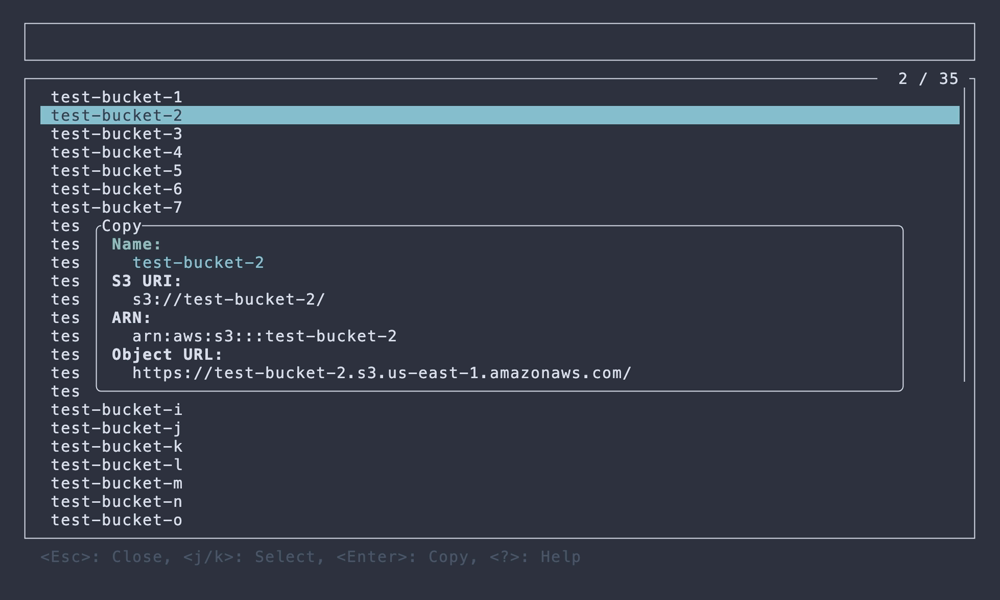 2 / 35
test-bucket-1
test-bucket-2
test-bucket-3
test-bucket-4
test-bucket-5
test-bucket-6
test-bucket-7
tes Copy
tes Name:
tes test-bucket-2
tes S3 URI:
tes s3://test-bucket-2/
tes ARN:
tes arn:aws:s3:::test-bucket-2
tes Object URL:
tes https://test-bucket-2.s3.us-east-1.amazonaws.com/
tes
test-bucket-i
test-bucket-j
test-bucket-k
test-bucket-l
test-bucket-m
test-bucket-n
test-bucket-o
<Esc>: Close, <j/k>: Select, <Enter>: Copy, <?>: Help